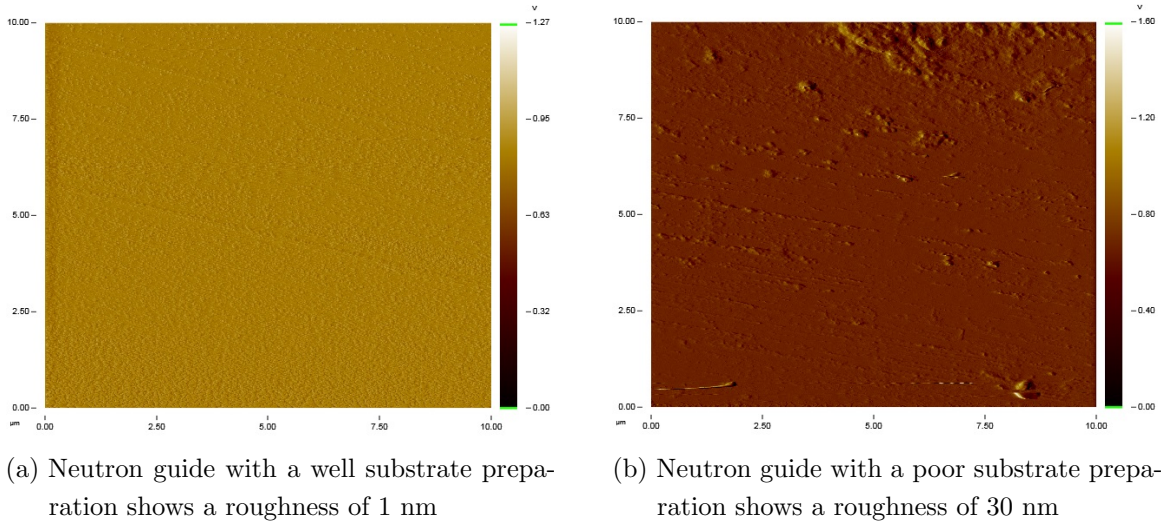 V
10.00
1.27
7.50
0.95
5.00
0.63
2.50
0.32
0.00
0.00
µm
0.00 2.50 5.00 7.50 10.00
V
10.00
1.60
7.50
1.20
5.00
0.80
2.50
0.40
0.00
0.00
µm
0.00 2.50 5.00 7.50 10.00
(a) Neutron guide with a well substrate prepa-
ration shows a roughness of 1 nm
(b) Neutron guide with a poor substrate prepa-
ration shows a roughness of 30 nm